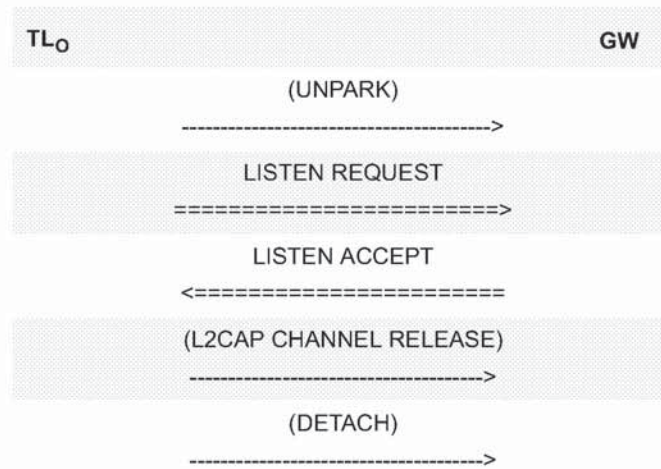 TLO GW
(UNPARK)
--------------------------------------->
LISTEN REQUEST
========================>
LISTEN ACCEPT
<=======================
(L2CAP CHANNEL RELEASE)
------------------------------------->
(DETACH)
-------------------------------------->